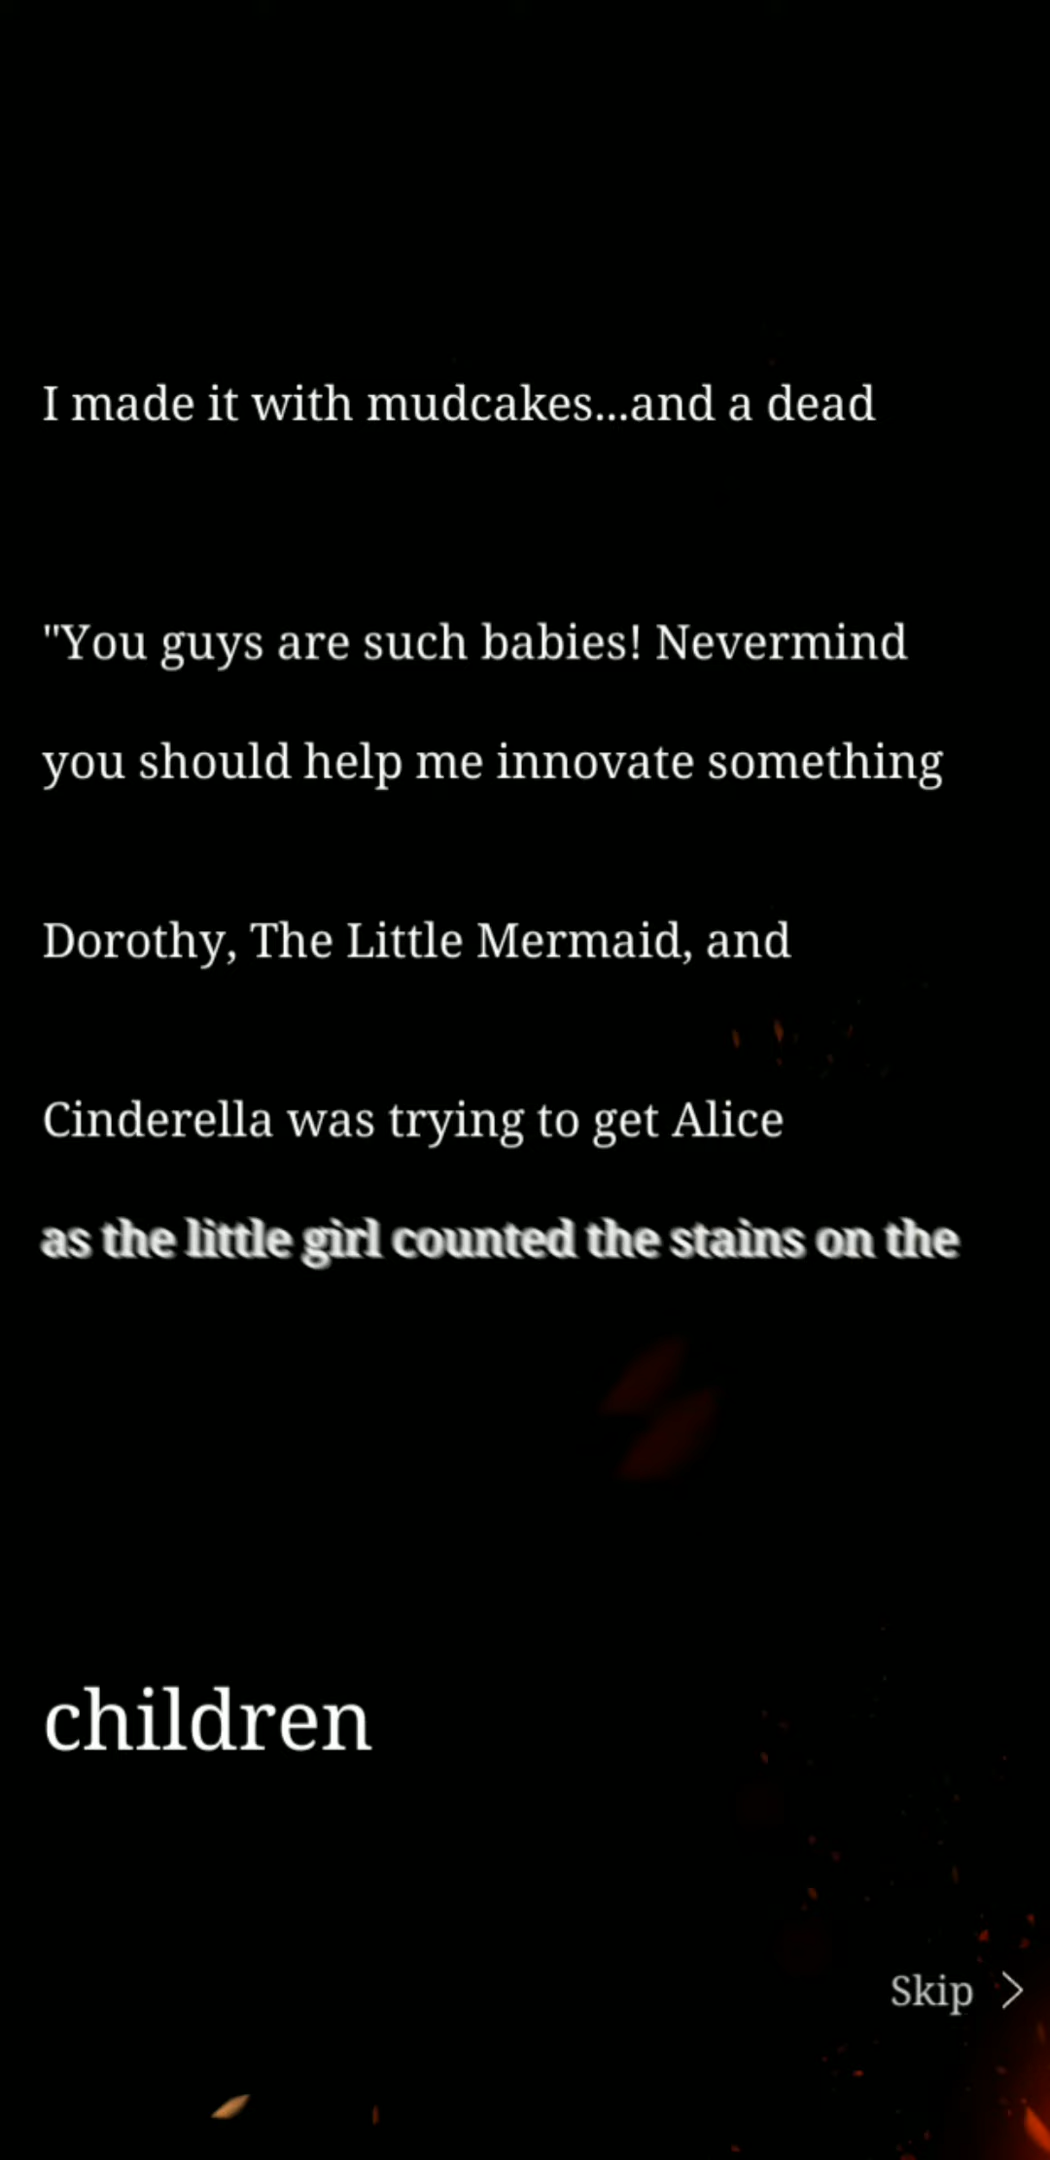 I made it with mudcakes...and a dead
"You guys are such babies! Nevermind
you should help me innovate something
Dorothy, The Little Mermaid, and
Cinderella was trying to get Alice
as the little girl counted the stains on the
children
Skip